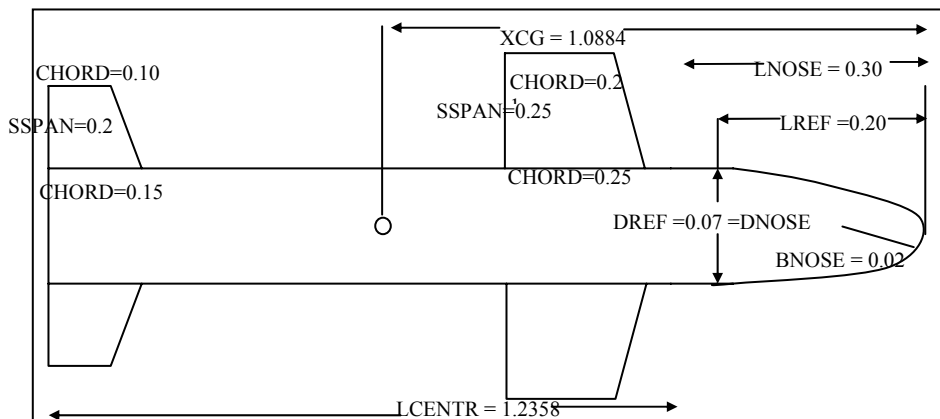 XCG = 1.0884
CHORD=0.10
LNOSE = 0.30
CHORD=0.2
SSPAN=0.25
SSPAN=0.2
LREF =0.20
CHORD=0.15
CHORD=0.25
DREF =0.07 =DNOSE
BNOSE = 0.02
LCENTR = 1.2358